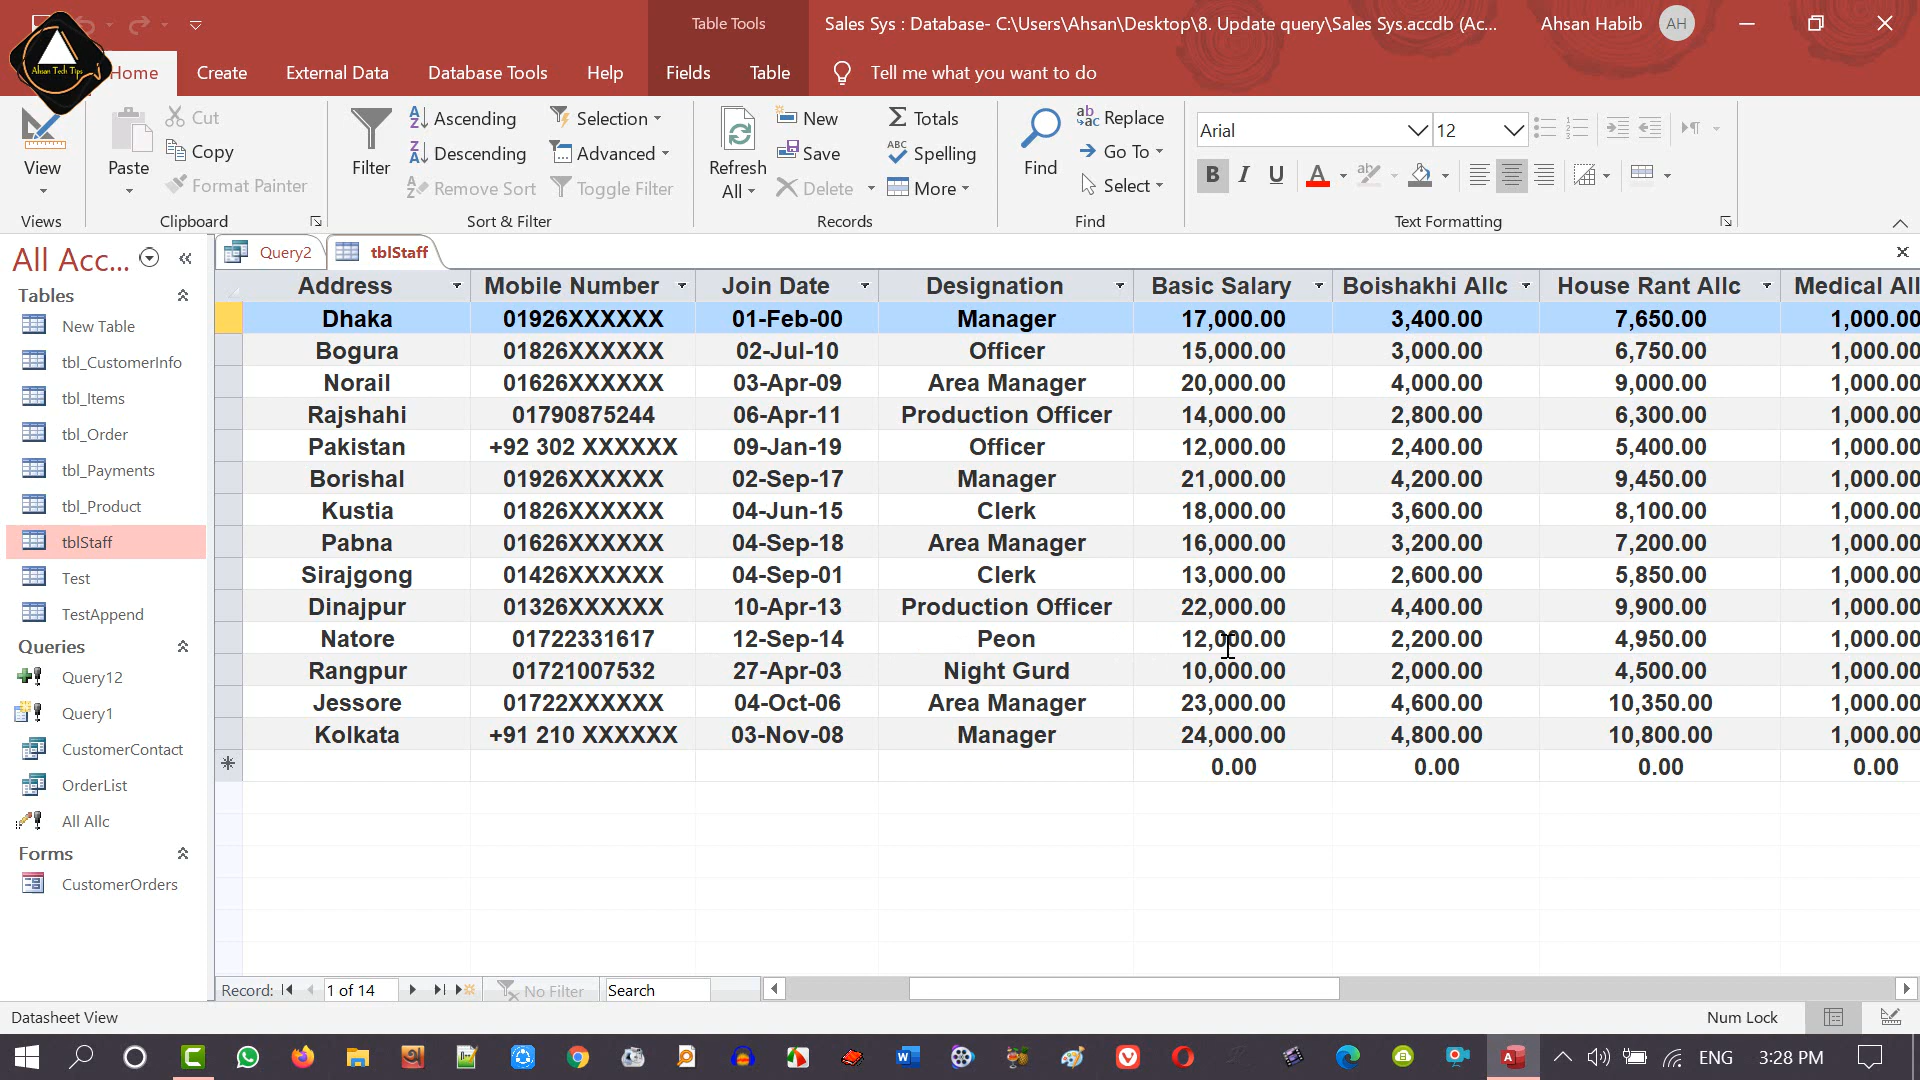 Table Tools
Sales Sys : Database- C:\Users\Ahsan\Desktop\8. Update query\Sales Sys.accdb (Ac...
Ahsan Habib
AH
Ahsan Tech Tips
Home Create External Data Database Tools Help Fields Table Tell me what you want to do
View
Views
Paste
Cut
Copy
Format Painter
Clipboard
Filter
Ascending
Descending
Remove Sort
Selection
Advanced
Toggle Filter
Sort & Filter
Refresh
All
New
Save
Delete
Totals
Spelling
More
Records
Find
Replace
Go To
Select
Find
Arial
12
B I U A
Text Formatting
All Acc...
Tables
New Table
tbl_CustomerInfo
tbl_Items
tbl_Order
tbl_Payments
tbl_Product
tblStaff
Test
TestAppend
Queries
Query12
Query1
CustomerContact
OrderList
All Allc
Forms
CustomerOrders
Query2 tblStaff
Address Mobile Number Join Date Designation Basic Salary Boishakhi Allc House Rant Allc Medical All
Dhaka 01926XXXXXX 01-Feb-00 Manager 17,000.00 3,400.00 7,650.00 1,000.00
Bogura 01826XXXXXX 02-Jul-10 Officer 15,000.00 3,000.00 6,750.00 1,000.00
Norail 01626XXXXXX 03-Apr-09 Area Manager 20,000.00 4,000.00 9,000.00 1,000.00
Rajshahi 01790875244 06-Apr-11 Production Officer 14,000.00 2,800.00 6,300.00 1,000.00
Pakistan +92 302 XXXXXX 09-Jan-19 Officer 12,000.00 2,400.00 5,400.00 1,000.00
Borishal 01926XXXXXX 02-Sep-17 Manager 21,000.00 4,200.00 9,450.00 1,000.00
Kustia 01826XXXXXX 04-Jun-15 Clerk 18,000.00 3,600.00 8,100.00 1,000.00
Pabna 01626XXXXXX 04-Sep-18 Area Manager 16,000.00 3,200.00 7,200.00 1,000.00
Sirajgong 01426XXXXXX 04-Sep-01 Clerk 13,000.00 2,600.00 5,850.00 1,000.00
Dinajpur 01326XXXXXX 10-Apr-13 Production Officer 22,000.00 4,400.00 9,900.00 1,000.00
Natore 01722331617 12-Sep-14 Peon 12,000.00 2,200.00 4,950.00 1,000.00
Rangpur 01721007532 27-Apr-03 Night Gurd 10,000.00 2,000.00 4,500.00 1,000.00
Jessore 01722XXXXXX 04-Oct-06 Area Manager 23,000.00 4,600.00 10,350.00 1,000.00
Kolkata +91 210 XXXXXX 03-Nov-08 Manager 24,000.00 4,800.00 10,800.00 1,000.00
0.00 0.00 0.00 0.00
Record: 1 of 14 No Filter Search
Datasheet View
Num Lock
ENG 3:28 PM